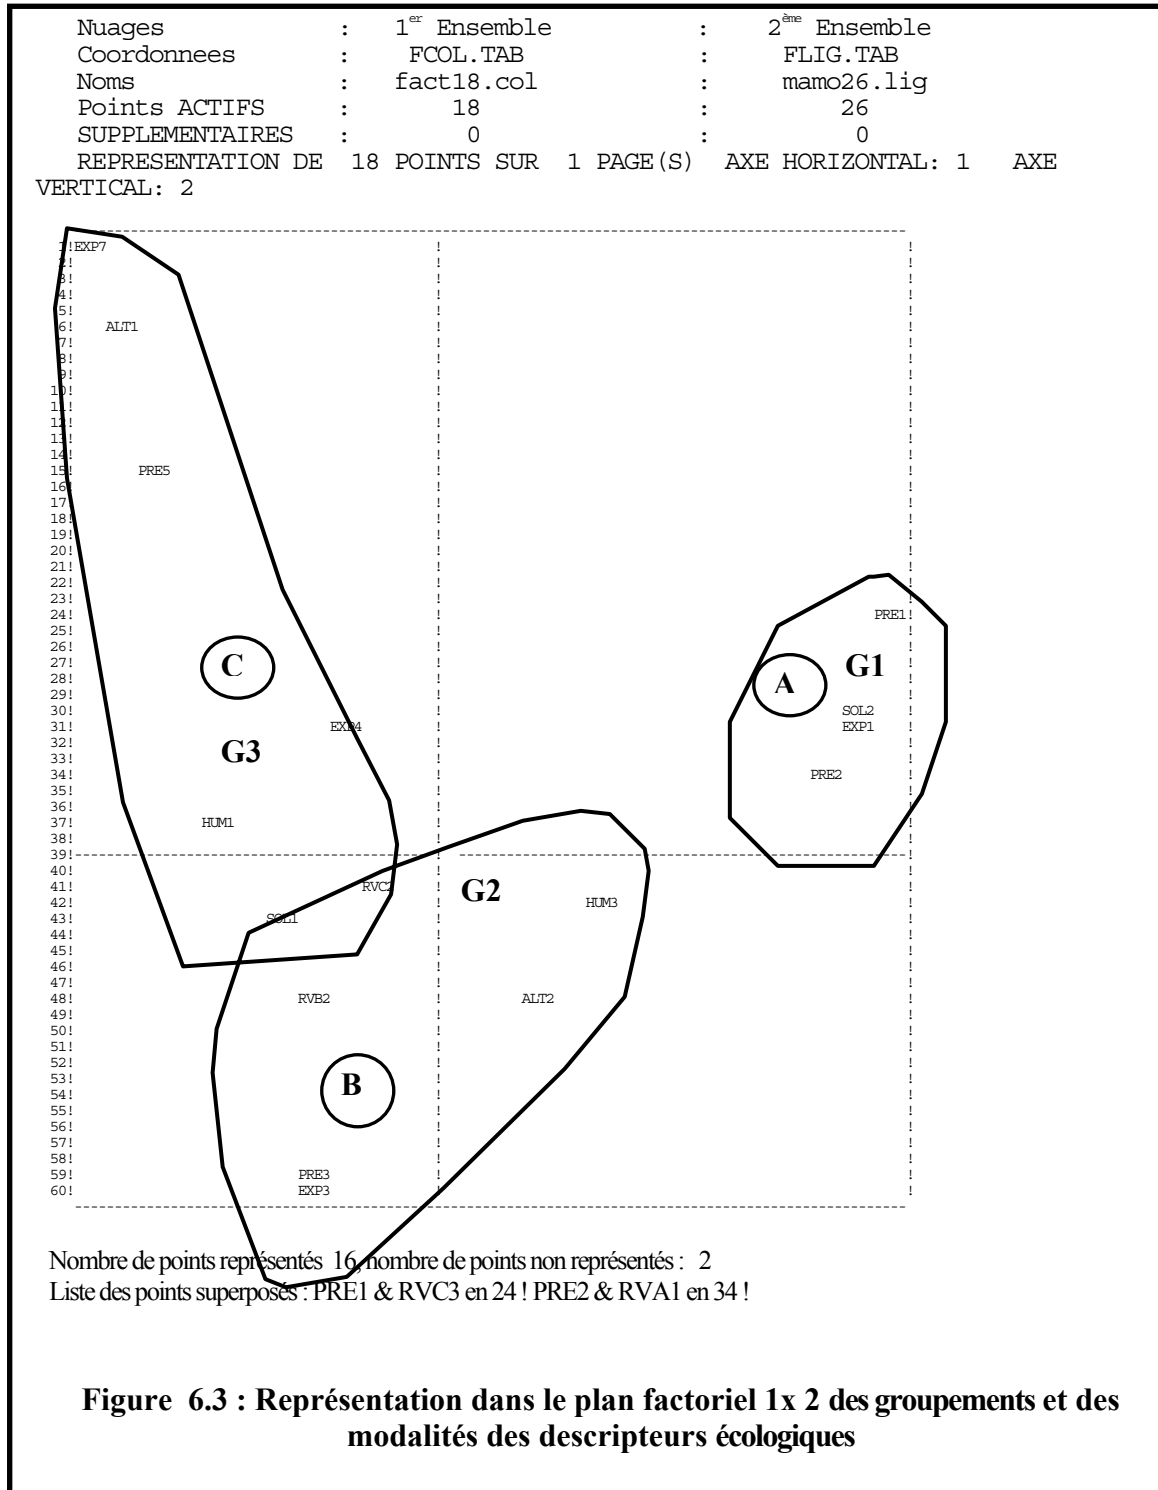 Nuages : 1er Ensemble : 2ème Ensemble
Coordonnees : FCOL.TAB : FLIG.TAB
Noms : fact18.col : mamo26.lig
Points ACTIFS : 18 : 26
SUPPLEMENTAIRES : 0 : 0
REPRESENTATION DE 18 POINTS SUR 1 PAGE(S) AXE HORIZONTAL: 1 AXE
VERTICAL: 2
1!EXP7 ! !
2! ! !
3! ! !
4! ! !
5! ! !
6! ALT1 ! !
7! ! !
8! ! !
9! ! !
10! ! !
11! ! !
12! ! !
13! ! !
14! ! !
15! PRE5 ! !
16! ! !
17! ! !
18! ! !
19! ! !
20! ! !
21! ! !
22! ! !
23! ! !
24! ! PRE1!
25! ! !
26! ! !
27! C ! G1 !
28! ! A !
29! ! !
30! ! SOL2 !
31! EXP4 ! EXP1 !
32! ! !
33! G3 ! !
34! ! PRE2 !
35! ! !
36! ! !
37! HUM1 ! !
38! ! !
39!
40! ! !
41! RVC2 ! G2 !
42! ! HUM3 !
43! SOL1 ! !
44! ! !
45! ! !
46! ! !
47! ! !
48! RVB2 ! ALT2 !
49! ! !
50! ! !
51! ! !
52! ! !
53! B ! !
54! ! !
55! ! !
56! ! !
57! ! !
58! ! !
59! PRE3 ! !
60! EXP3 ! !
Nombre de points représentés 16, nombre de points non représentés : 2
Liste des points superposés : PRE1 & RVC3 en 24 ! PRE2 & RVA1 en 34 !
Figure 6.3 : Représentation dans le plan factoriel 1x 2 des groupements et des
modalités des descripteurs écologiques